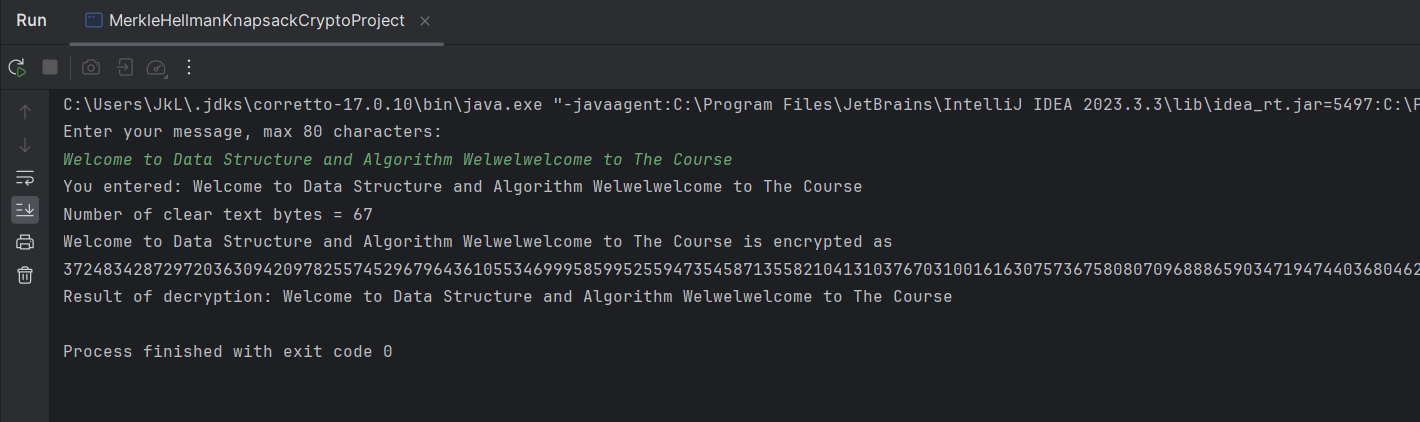 Run MerkleHellmanKnapsackCryptoProject
C:\Users\JkL\.jdks\corretto-17.0.10\bin\java.exe "-javaagent:C:\Program Files\JetBrains\IntelliJ IDEA 2023.3.3\lib\idea_rt.jar=5497:C:\P
Enter your message, max 80 characters:
Welcome to Data Structure and Algorithm Welwelwelcome to The Course
You entered: Welcome to Data Structure and Algorithm Welwelwelcome to The Course
Number of clear text bytes = 67
Welcome to Data Structure and Algorithm Welwelwelcome to The Course is encrypted as
3724834287297203630942097825574529679643610553469995859952559473545871355821041310376703100161630757367580807096888659034719474403680462
Result of decryption: Welcome to Data Structure and Algorithm Welwelwelcome to The Course
Process finished with exit code 0